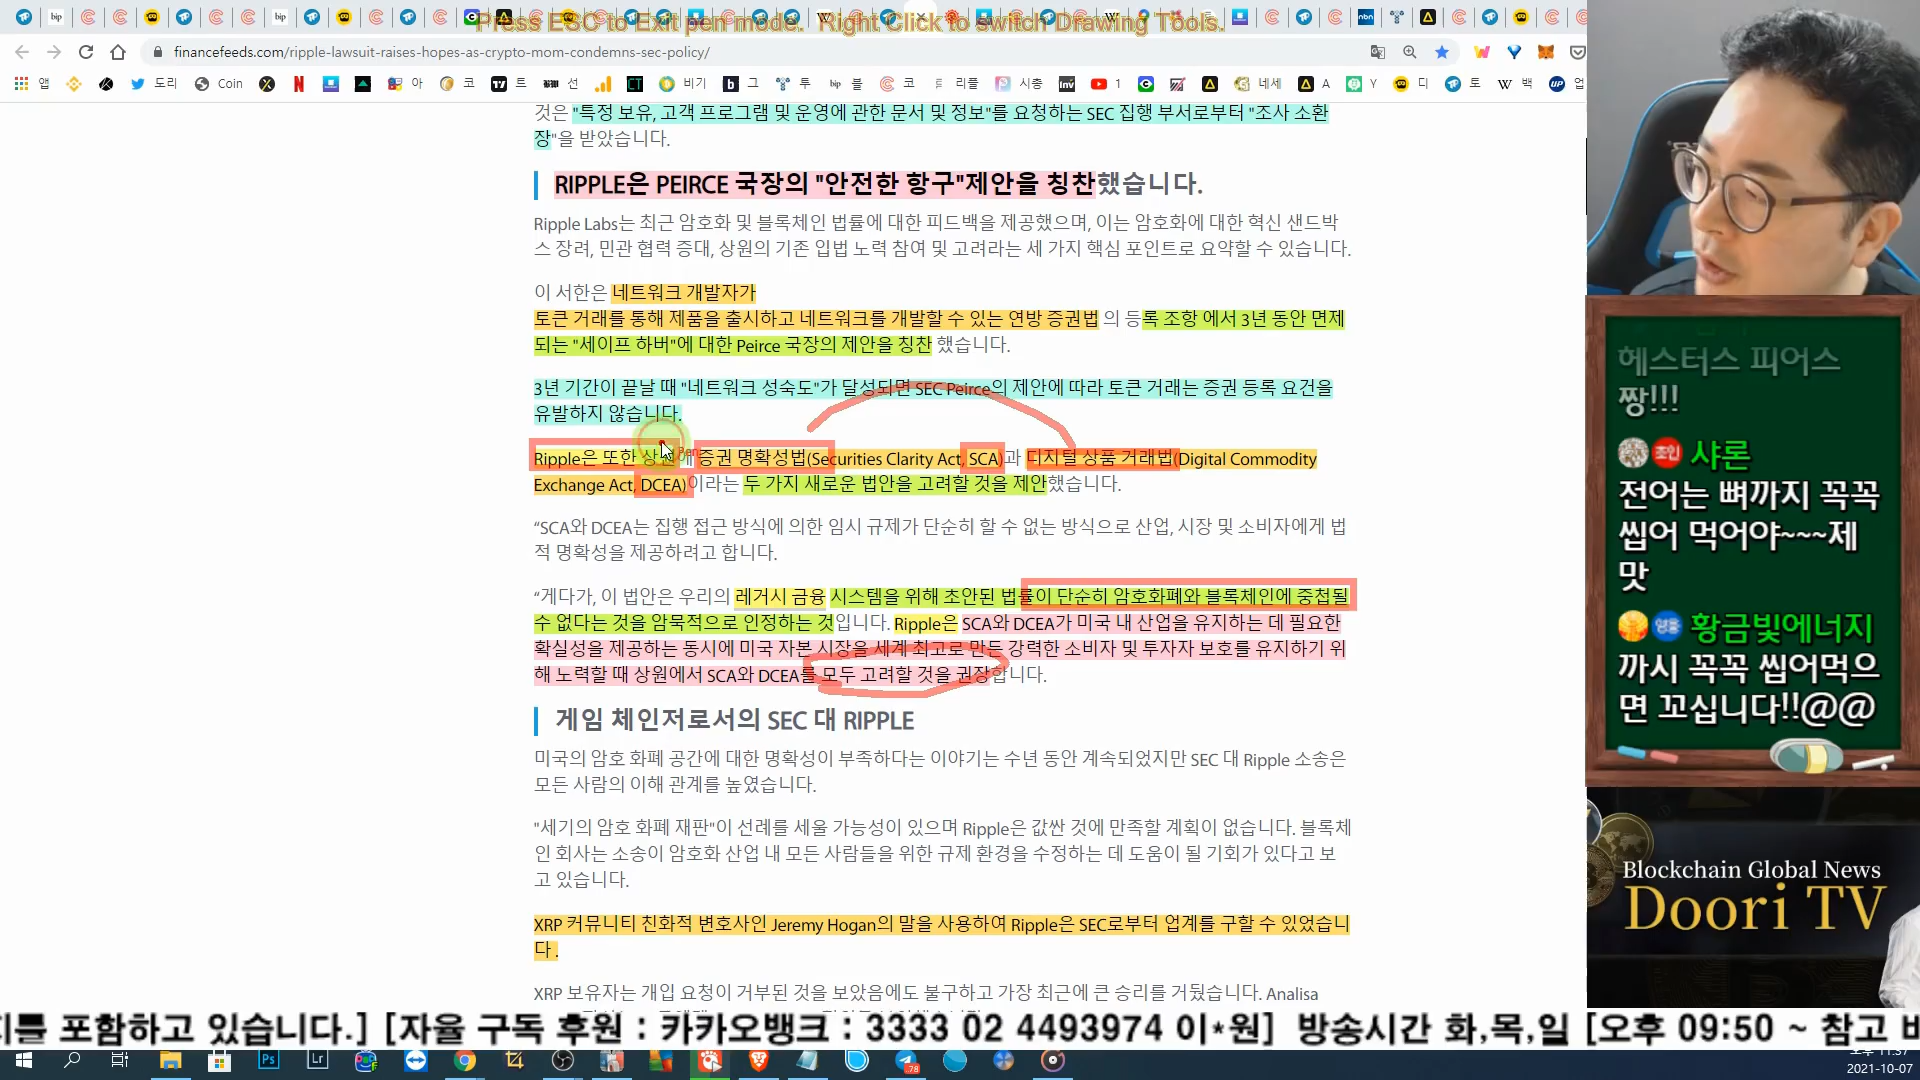 Press ESC to Exit pen mode. Right Click to switch Drawing Tools.
financefeeds.com/ripple-lawsuit-raises-hopes-as-crypto-mom-condemns-sec-policy/
앱 도리 Coin 아 코 트 선 비기 그 투 bip 블 코 리플 시총 1 네세 A Y 디 토 백 업
것은 "특정 보유, 고객 프로그램 및 운영에 관한 문서 및 정보"를 요청하는 SEC 집행 부서로부터 "조사 소환
장"을 받았습니다.
RIPPLE은 PEIRCE 국장의 "안전한 항구"제안을 칭찬했습니다.
Ripple Labs는 최근 암호화 및 블록체인 법률에 대한 피드백을 제공했으며, 이는 암호화에 대한 혁신 샌드박
스 장려, 민관 협력 증대, 상원의 기존 입법 노력 참여 및 고려라는 세 가지 핵심 포인트로 요약할 수 있습니다.
이 서한은 네트워크 개발자가
토큰 거래를 통해 제품을 출시하고 네트워크를 개발할 수 있는 연방 증권법 의 등록 조항 에서 3년 동안 면제
되는 "세이프 하버"에 대한 Peirce 국장의 제안을 칭찬 했습니다.
3년 기간이 끝날 때 "네트워크 성숙도"가 달성되면 SEC Peirce의 제안에 따라 토큰 거래는 증권 등록 요건을
유발하지 않습니다.
Ripple은 또한 상원에 증권 명확성법(Securities Clarity Act, SCA)과 디지털 상품 거래법(Digital Commodity
Exchange Act, DCEA)이라는 두 가지 새로운 법안을 고려할 것을 제안했습니다.
“SCA와 DCEA는 집행 접근 방식에 의한 임시 규제가 단순히 할 수 없는 방식으로 산업, 시장 및 소비자에게 법
적 명확성을 제공하려고 합니다.
“게다가, 이 법안은 우리의 레거시 금융 시스템을 위해 초안된 법률이 단순히 암호화폐와 블록체인에 중첩될
수 없다는 것을 암묵적으로 인정하는 것입니다. Ripple은 SCA와 DCEA가 미국 내 산업을 유지하는 데 필요한
확실성을 제공하는 동시에 미국 자본 시장을 세계 최고로 만든 강력한 소비자 및 투자자 보호를 유지하기 위
해 노력할 때 상원에서 SCA와 DCEA를 모두 고려할 것을 권장합니다.
게임 체인저로서의 SEC 대 RIPPLE
미국의 암호 화폐 공간에 대한 명확성이 부족하다는 이야기는 수년 동안 계속되었지만 SEC 대 Ripple 소송은
모든 사람의 이해 관계를 높였습니다.
"세기의 암호 화폐 재판"이 선례를 세울 가능성이 있으며 Ripple은 값싼 것에 만족할 계획이 없습니다. 블록체
인 회사는 소송이 암호화 산업 내 모든 사람들을 위한 규제 환경을 수정하는 데 도움이 될 기회가 있다고 보
고 있습니다.
XRP 커뮤니티 친화적 변호사인 Jeremy Hogan의 말을 사용하여 Ripple은 SEC로부터 업계를 구할 수 있었습니
다 .
XRP 보유자는 개입 요청이 거부된 것을 보았음에도 불구하고 가장 최근에 큰 승리를 거뒀습니다. Analisa
헤스터스 피어스
짱!!!
조인 샤론
전어는 뼈까지 꼭꼭
씹어 먹어야~~~제
맛
영웅 황금빛에너지
까시 꼭꼭 씹어먹으
면 꼬십니다!!@@
Blockchain Global News
Doori TV
를 포함하고 있습니다.] [자율 구독 후원 : 카카오뱅크 : 3333 02 4493974 이*원] 방송시간 화,목,일 [오후 09:50 ~ 참고
오후 11:37
2021-10-07